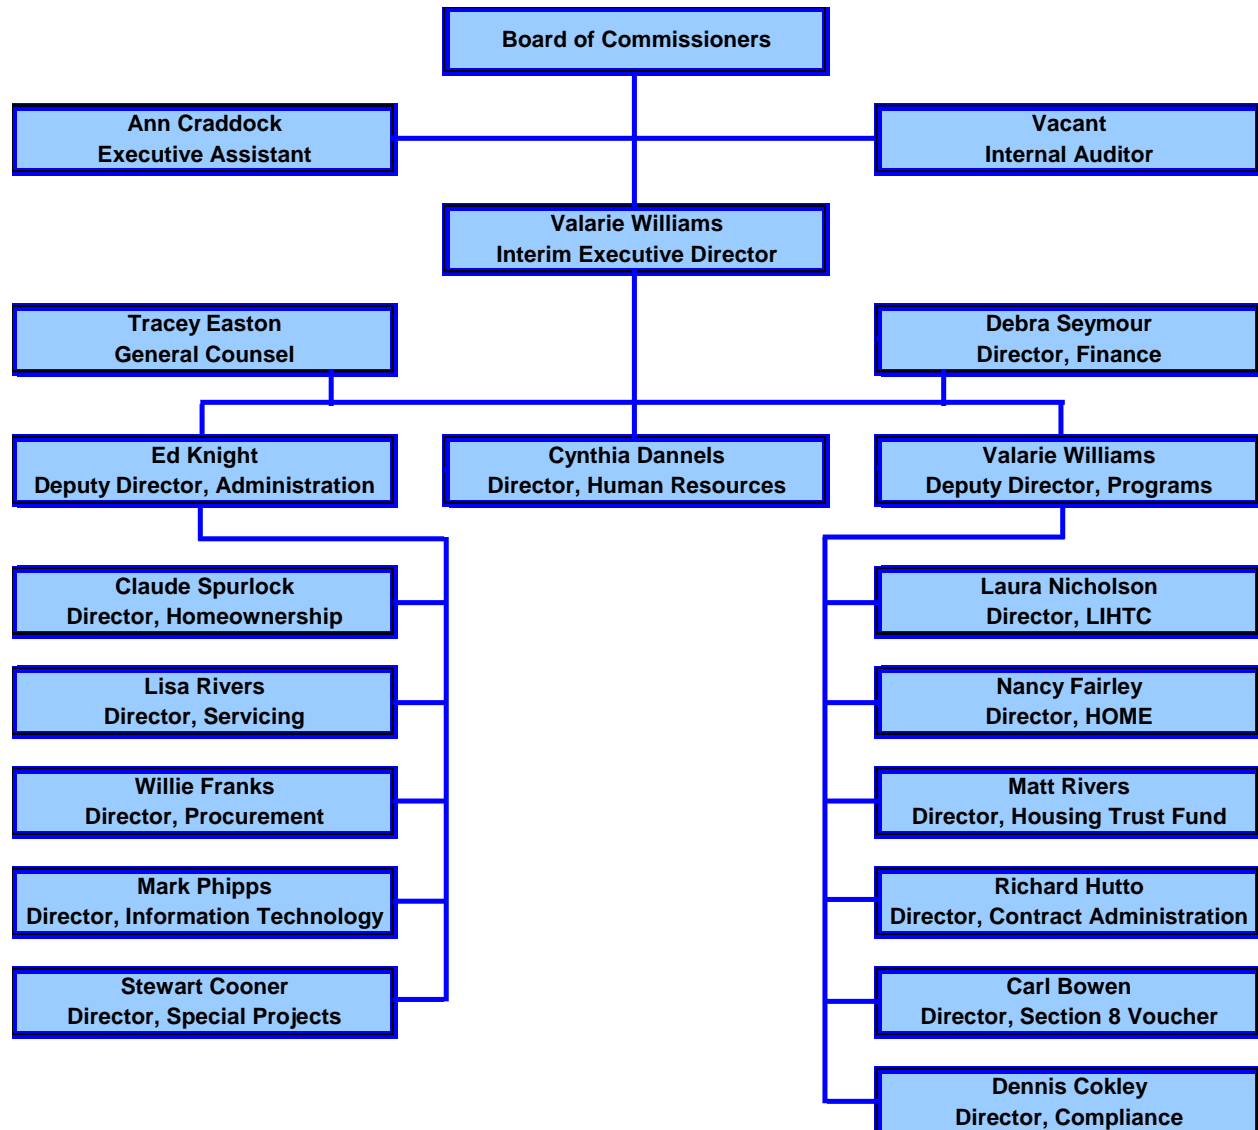 Board of Commissioners
Ann Craddock
Executive Assistant
Vacant
Internal Auditor
Valarie Williams
Interim Executive Director
Tracey Easton
General Counsel
Debra Seymour
Director, Finance
Ed Knight
Deputy Director, Administration
Cynthia Dannels
Director, Human Resources
Valarie Williams
Deputy Director, Programs
Claude Spurlock
Director, Homeownership
Lisa Rivers
Director, Servicing
Willie Franks
Director, Procurement
Mark Phipps
Director, Information Technology
Stewart Cooner
Director, Special Projects
Laura Nicholson
Director, LIHTC
Nancy Fairley
Director, HOME
Matt Rivers
Director, Housing Trust Fund
Richard Hutto
Director, Contract Administration
Carl Bowen
Director, Section 8 Voucher
Dennis Cokley
Director, Compliance